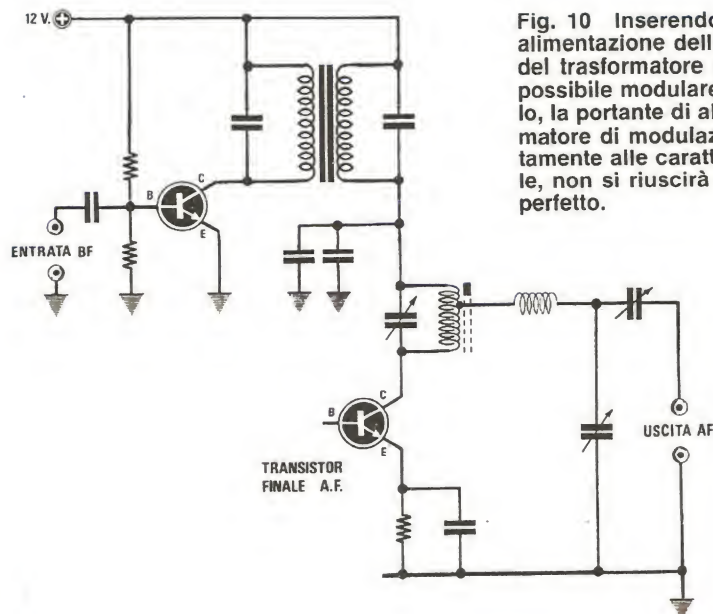 12 V.
Fig. 10 Inserendo
alimentazione dell
del trasformatore
possibile modulare
lo, la portante di al
matore di modulaz
tamente alle caratt
le, non si riuscirà
perfetto.
C
B
E
ENTRATA BF
C
B
E
TRANSISTOR
FINALE A.F.
USCITA AF